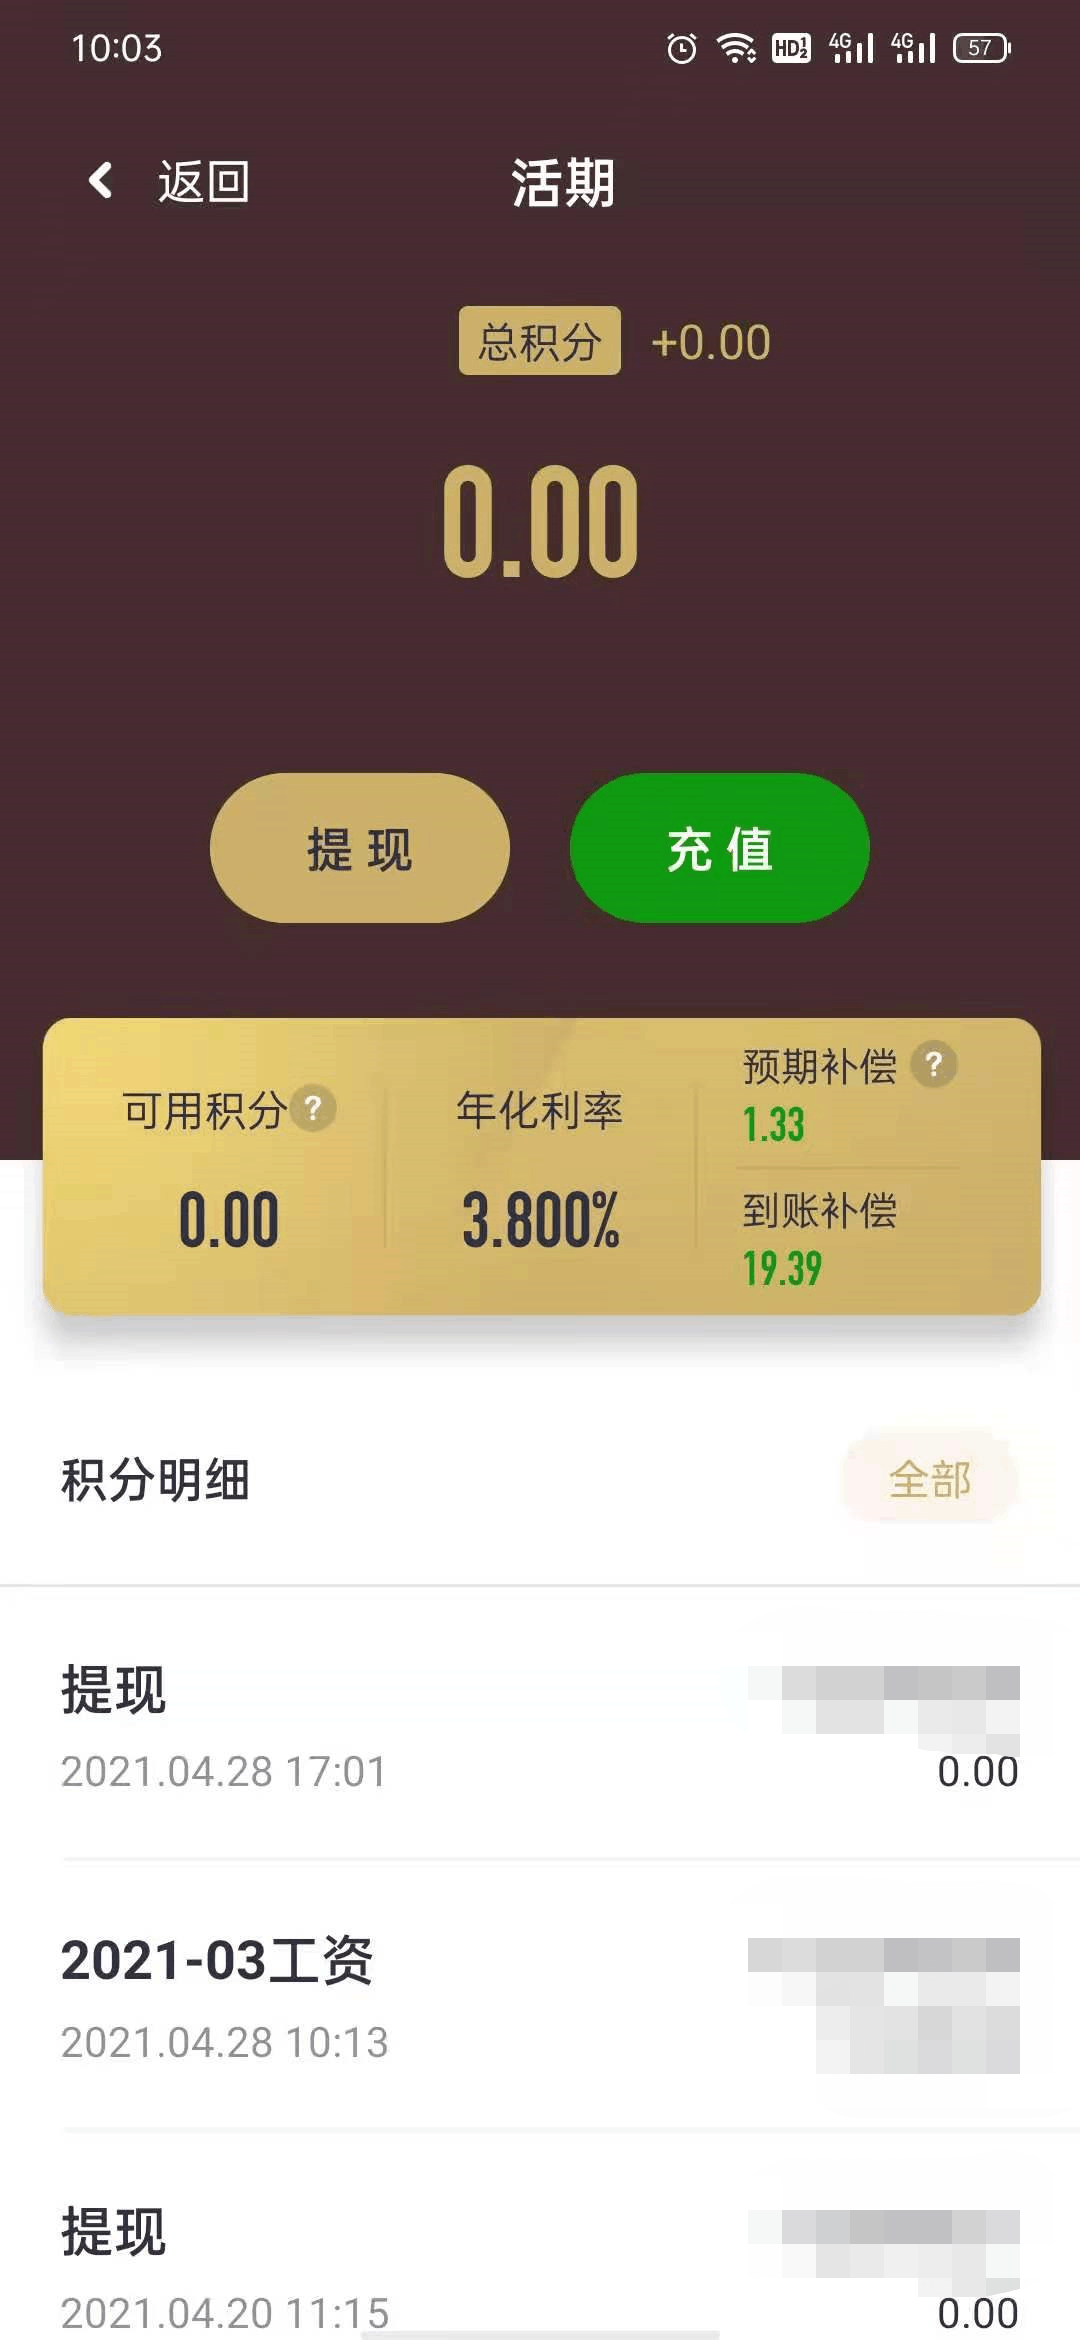 10:03
HD 1 2 4G 4G 57
返回 活期
总积分 +0.00
0.00
提现 充值
可用积分 ?
0.00
年化利率
3.800%
预期补偿 ?
1.33
到账补偿
19.39
积分明细 全部
提现
2021.04.28 17:01 0.00
2021-03工资
2021.04.28 10:13
提现
2021.04.20 11:15 0.00